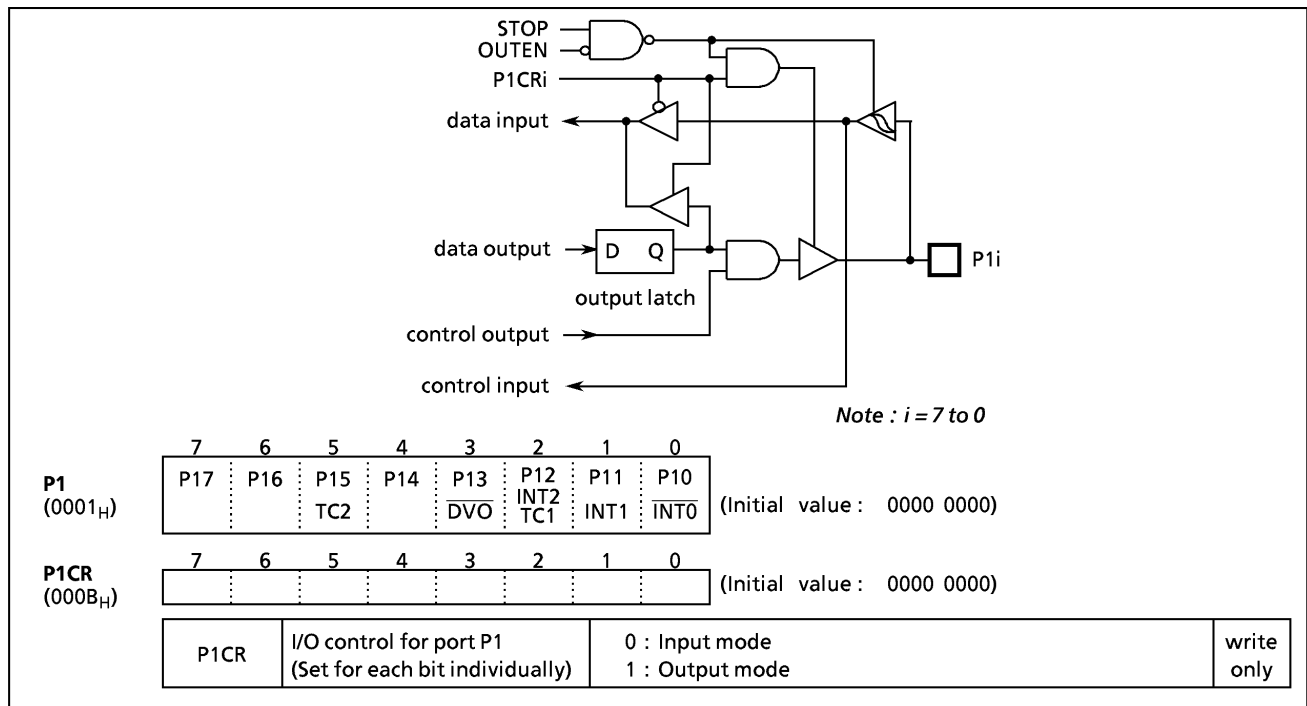 STOP
OUTEN
P1CRi
data input
data output
D Q
P1i
output latch
control output
control input
Note : i = 7 to 0
7 6 5 4 3 2 1 0
P1
(0001H)
P17 P16 P15 P14 P13 P12 P11 P10
TC2 DVO INT2 INT1 INT0
TC1
(Initial value : 0000 0000)
7 6 5 4 3 2 1 0
P1CR
(000BH)
(Initial value : 0000 0000)
P1CR
I/O control for port P1
(Set for each bit individually)
0 : Input mode
1 : Output mode
write
only